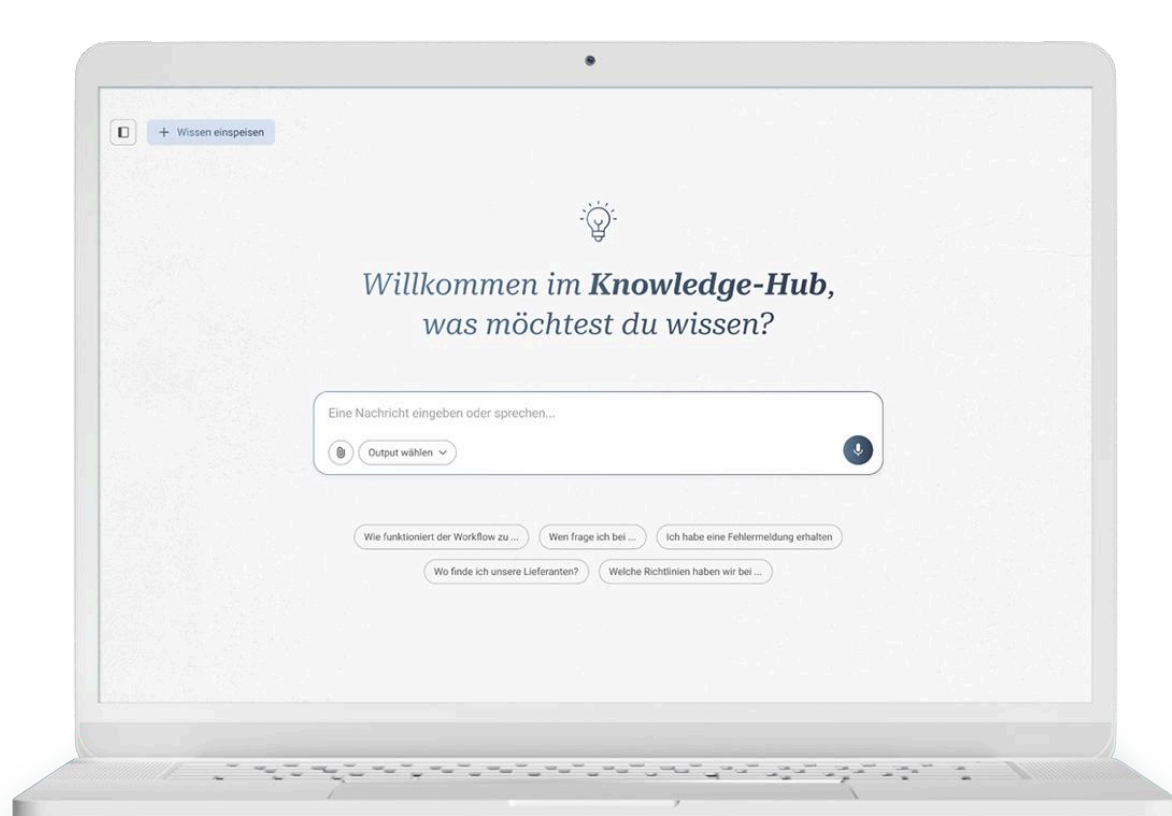 + Wissen einspeisen
Willkommen im Knowledge-Hub,
was möchtest du wissen?
Eine Nachricht eingeben oder sprechen...
Output wählen
Wie funktioniert der Workflow zu ...
Wen frage ich bei ...
Ich habe eine Fehlermeldung erhalten
Wo finde ich unsere Lieferanten?
Welche Richtlinien haben wir bei ...